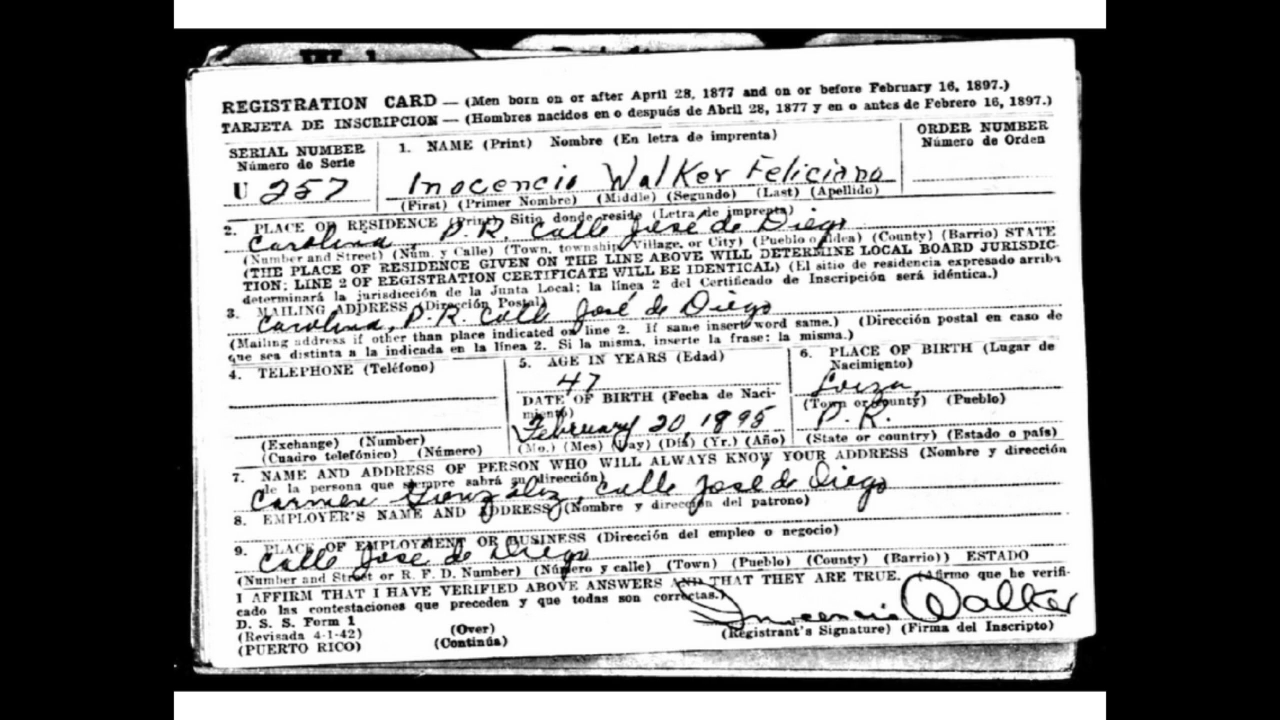 REGISTRATION CARD — (Men born on or after April 28, 1877 and on or before February 16, 1897.)
TARJETA DE INSCRIPCION — (Hombres nacidos en o después de Abril 28, 1877 y en o antes de Febrero 16, 1897.)
SERIAL NUMBER
Número de Serie
U 257
1. NAME (Print) Nombre (En letra de imprenta)
Inocencio Walker Feliciano
(First) (Primer Nombre) (Middle) (Segundo) (Last) (Apellido)
ORDER NUMBER
Número de Orden
2. PLACE OF RESIDENCE (Print) Sitio donde reside (Letra de imprenta)
Carolina, P.R. Calle José de Diego
(Number and Street) (Núm. y Calle) (Town, township, Village, or City) (Pueblo o Aldea) (County) (Barrio) STATE
(THE PLACE OF RESIDENCE GIVEN ON THE LINE ABOVE WILL DETERMINE LOCAL BOARD JURISDIC-
TION; LINE 2 OF REGISTRATION CERTIFICATE WILL BE IDENTICAL) (El sitio de residencia expresado arriba
determinará la jurisdicción de la Junta Local; la línea 2 del Certificado de Inscripción será idéntica.)
3. MAILING ADDRESS (Dirección Postal)
Carolina, P.R. Calle José de Diego
(Mailing address if other than place indicated on line 2. If same insert word same.) (Dirección postal en caso de
que sea distinta a la indicada en la línea 2. Si la misma, inserte la frase: la misma.)
4. TELEPHONE (Teléfono)
(Exchange) (Number)
(Cuadro telefónico) (Número)
5. AGE IN YEARS (Edad)
47
DATE OF BIRTH (Fecha de Naci-
miento)
February 20, 1895
(Mo.) (Mes) (Day) (Día) (Yr.) (Año)
6. PLACE OF BIRTH (Lugar de
Nacimiento)
Loiza,
(Town or county) (Pueblo)
P.R.
(State or country) (Estado o país)
7. NAME AND ADDRESS OF PERSON WHO WILL ALWAYS KNOW YOUR ADDRESS (Nombre y dirección
de la persona que siempre sabrá su dirección)
Carmen González, Calle José de Diego
8. EMPLOYER'S NAME AND ADDRESS (Nombre y dirección del patrono)
9. PLACE OF EMPLOYMENT OR BUSINESS (Dirección del empleo o negocio)
Calle José de Diego
(Number and Street or R. F. D. Number) (Número y calle) (Town) (Pueblo) (County) (Barrio)) ESTADO
I AFFIRM THAT I HAVE VERIFIED ABOVE ANSWERS AND THAT THEY ARE TRUE. (Afirmo que he verifi-
cado las contestaciones que preceden y que todas son correctas.)
Inocencio Walker
D. S. S. Form 1
(Revisada 4-1-42)
(PUERTO RICO)
(Over)
(Continúa)
(Registrant's Signature) (Firma del Inscripto)